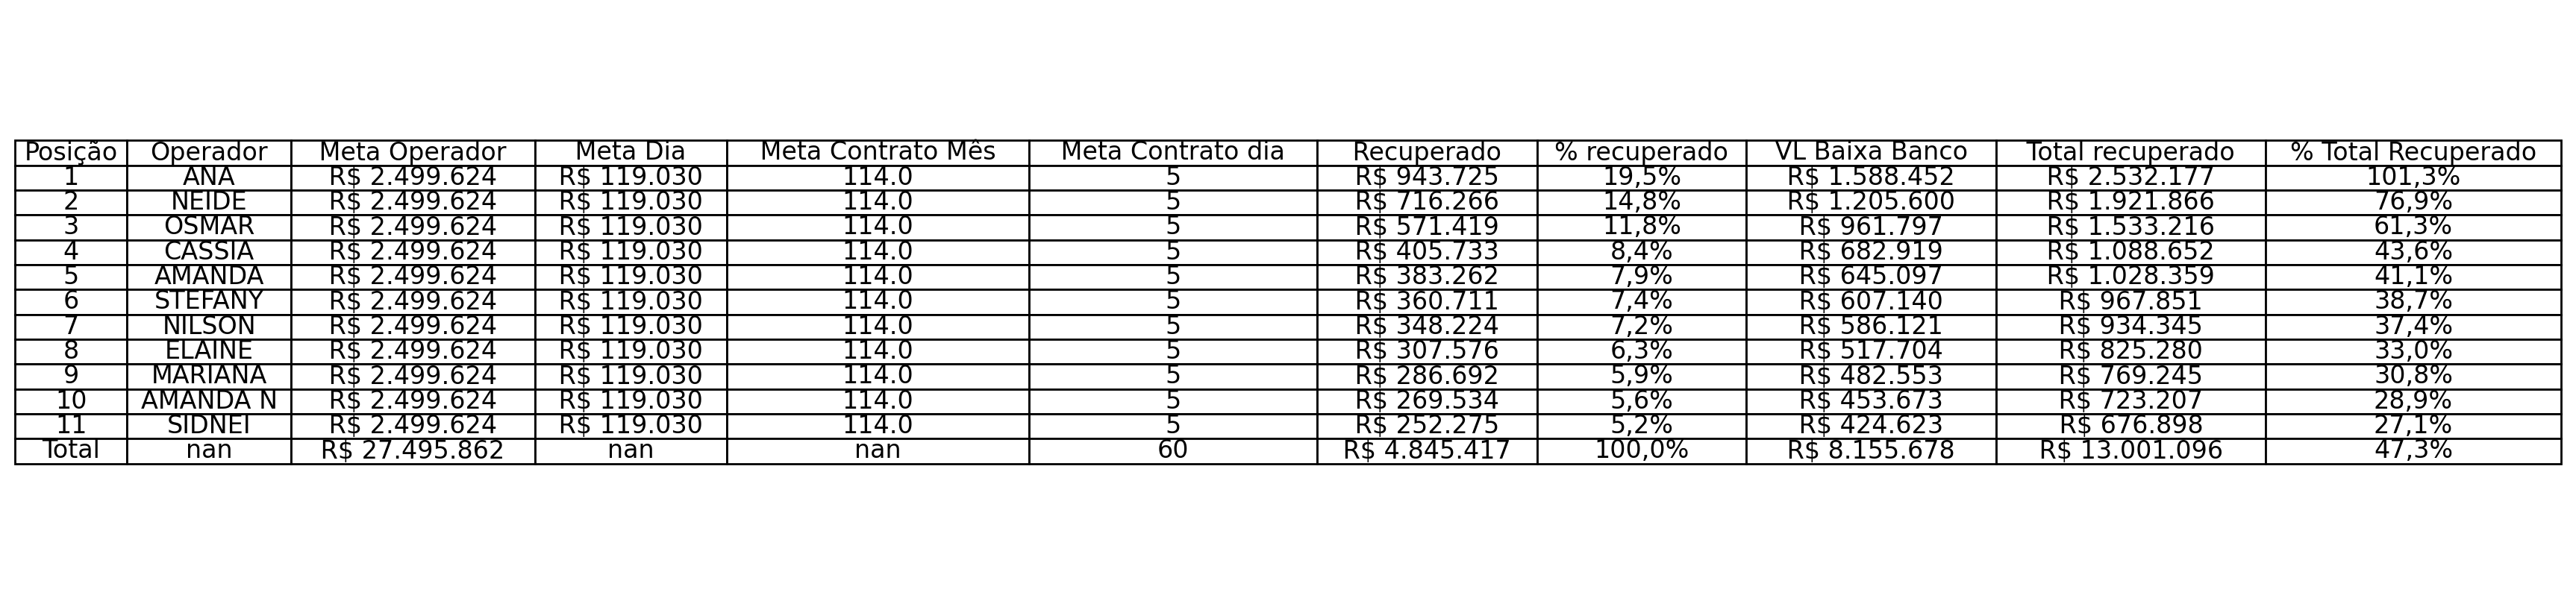 Posição Operador Meta Operador Meta Dia Meta Contrato Mês Meta Contrato dia Recuperado % recuperado VL Baixa Banco Total recuperado % Total Recuperado
1 ANA R$ 2.499.624 R$ 119.030 114.0 5 R$ 943.725 19,5% R$ 1.588.452 R$ 2.532.177 101,3%
2 NEIDE R$ 2.499.624 R$ 119.030 114.0 5 R$ 716.266 14,8% R$ 1.205.600 R$ 1.921.866 76,9%
3 OSMAR R$ 2.499.624 R$ 119.030 114.0 5 R$ 571.419 11,8% R$ 961.797 R$ 1.533.216 61,3%
4 CASSIA R$ 2.499.624 R$ 119.030 114.0 5 R$ 405.733 8,4% R$ 682.919 R$ 1.088.652 43,6%
5 AMANDA R$ 2.499.624 R$ 119.030 114.0 5 R$ 383.262 7,9% R$ 645.097 R$ 1.028.359 41,1%
6 STEFANY R$ 2.499.624 R$ 119.030 114.0 5 R$ 360.711 7,4% R$ 607.140 R$ 967.851 38,7%
7 NILSON R$ 2.499.624 R$ 119.030 114.0 5 R$ 348.224 7,2% R$ 586.121 R$ 934.345 37,4%
8 ELAINE R$ 2.499.624 R$ 119.030 114.0 5 R$ 307.576 6,3% R$ 517.704 R$ 825.280 33,0%
9 MARIANA R$ 2.499.624 R$ 119.030 114.0 5 R$ 286.692 5,9% R$ 482.553 R$ 769.245 30,8%
10 AMANDA N R$ 2.499.624 R$ 119.030 114.0 5 R$ 269.534 5,6% R$ 453.673 R$ 723.207 28,9%
11 SIDNEI R$ 2.499.624 R$ 119.030 114.0 5 R$ 252.275 5,2% R$ 424.623 R$ 676.898 27,1%
Total nan R$ 27.495.862 nan nan 60 R$ 4.845.417 100,0% R$ 8.155.678 R$ 13.001.096 47,3%